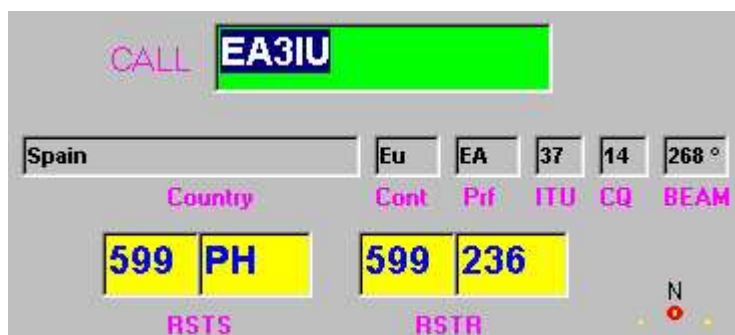 CALL EA3IU
Spain Eu EA 37 14 268 °
Country Cont Prf ITU CQ BEAM
599 PH 599 236
N
RSTS RSTR